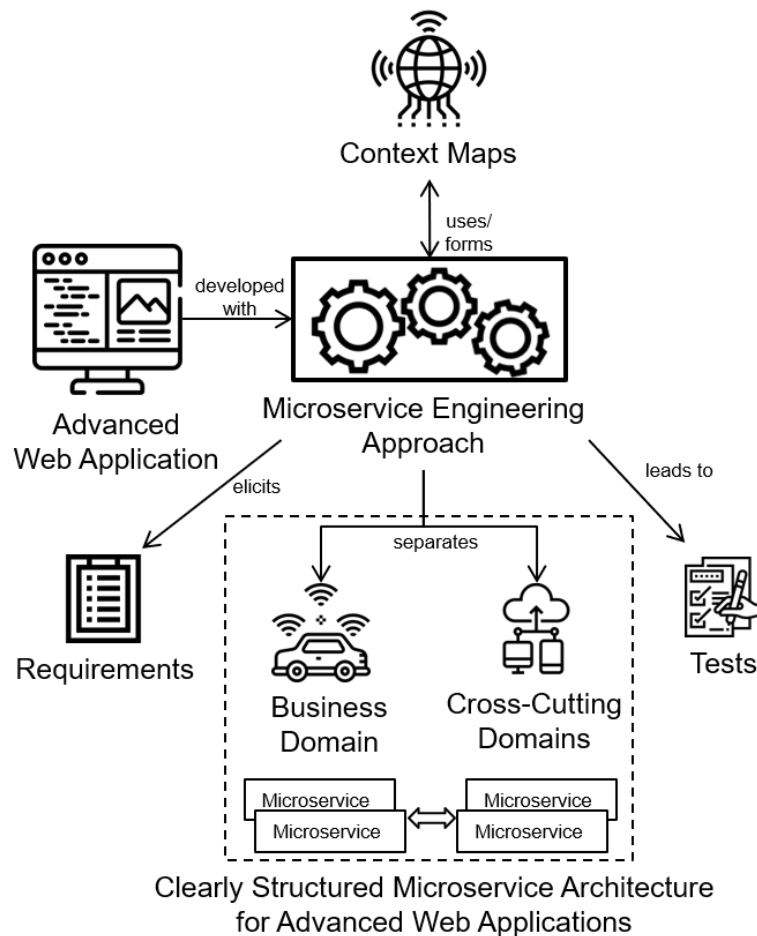 Context Maps
uses/
forms
developed
with
Advanced
Web Application
Microservice Engineering
Approach
elicits
leads to
separates
Requirements
Business
Domain
Cross-Cutting
Domains
Tests
Microservice
Microservice
Microservice
Microservice
Clearly Structured Microservice Architecture
for Advanced Web Applications